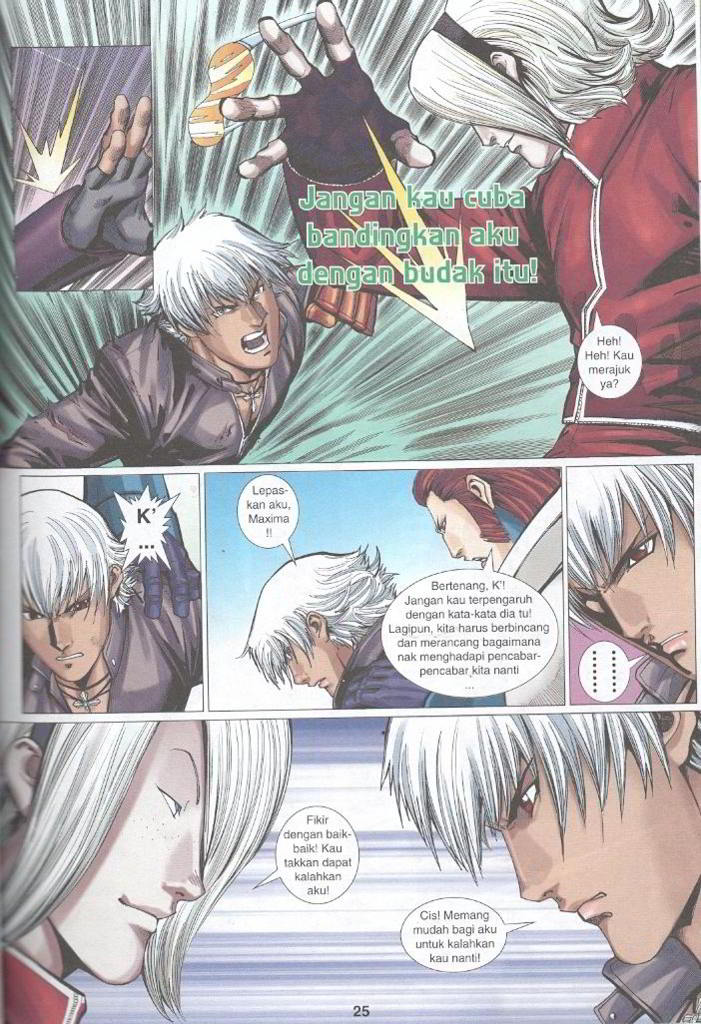 Jangan kau cuba
bandingkan aku
dengan budak itu!
Heh!
Heh! Kau
merajuk
ya?
K'
...
Lepas-
kan aku,
Maxima
!!
Bertenang, K'!
Jangan kau terpengaruh
dengan kata-kata dia tu!
Lagipun, kita harus berbincang
dan merancang bagaimana
nak menghadapi pencabar-
pencabar kita nanti
...
Fikir
dengan baik-
baik! Kau
takkan dapat
kalahkan
aku!
Cis! Memang
mudah bagi aku
untuk kalahkan
kau nanti!
25